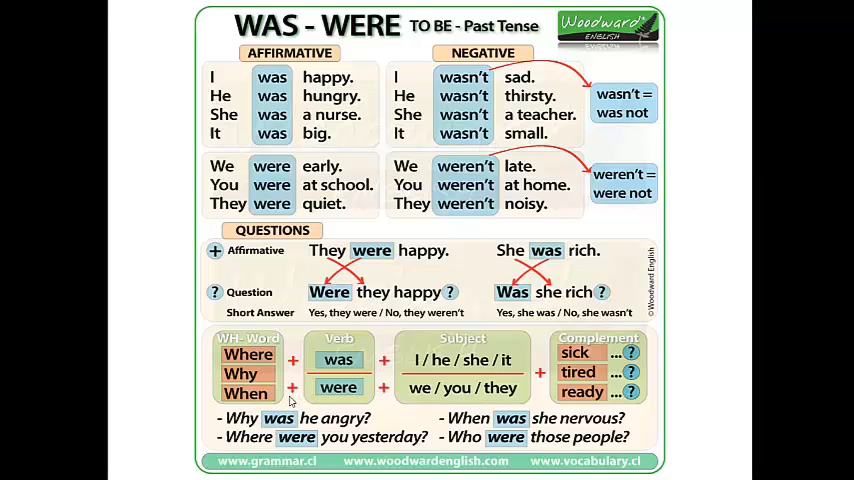 WAS - WERE TO BE - Past Tense
Woodward
ENGLISH
AFFIRMATIVE
I was happy.
He was hungry.
She was a nurse.
It was big.
We were early.
You were at school.
They were quiet.
NEGATIVE
I wasn't sad.
He wasn't thirsty.
She wasn't a teacher.
It wasn't small.
wasn't =
was not
We weren't late.
You weren't at home.
They weren't noisy.
weren't =
were not
QUESTIONS
+ Affirmative They were happy. She was rich.
? Question Were they happy? Was she rich?
Short Answer Yes, they were / No, they weren't Yes, she was / No, she wasn't
© Woodward English
WH- Word Verb Subject Complement
Where + was + I / he / she / it sick ...?
Why + tired ...?
When + were + we / you / they ready ...?
- Why was he angry? - When was she nervous?
- Where were you yesterday? - Who were those people?
www.grammar.cl www.woodwardenglish.com www.vocabulary.cl